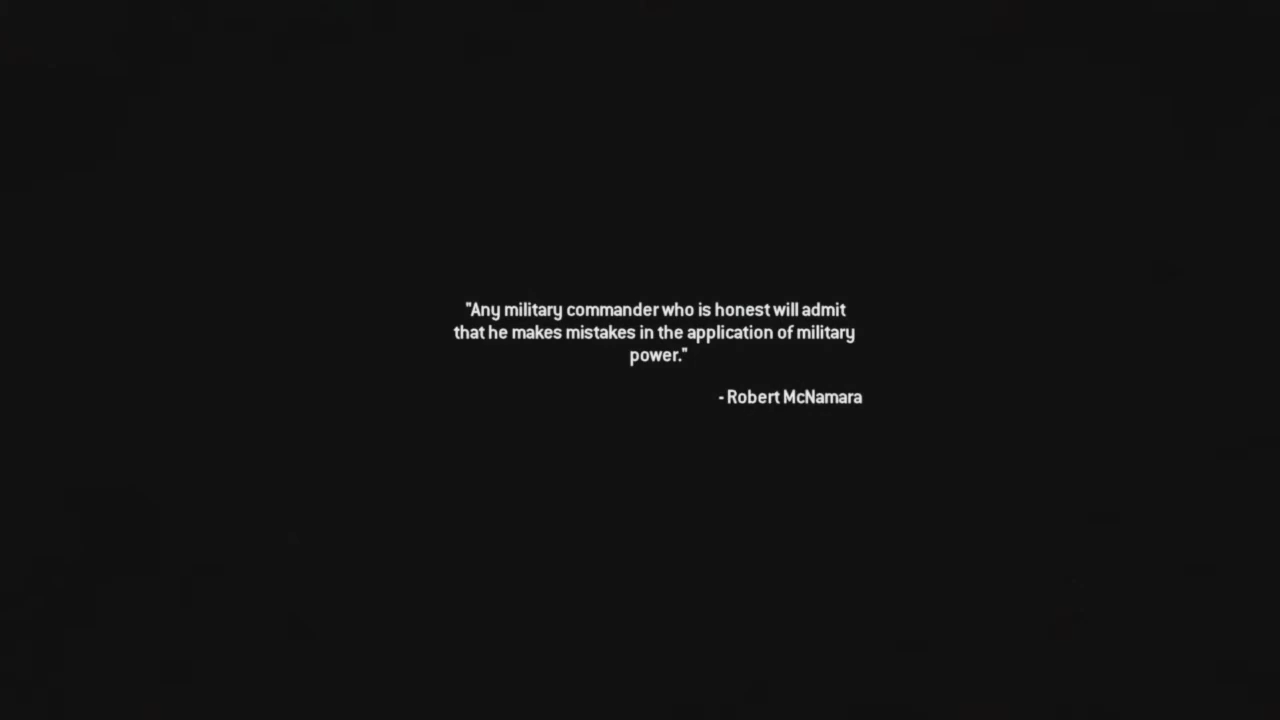 "Any military commander who is honest will admit
that he makes mistakes in the application of military
power."
- Robert McNamara